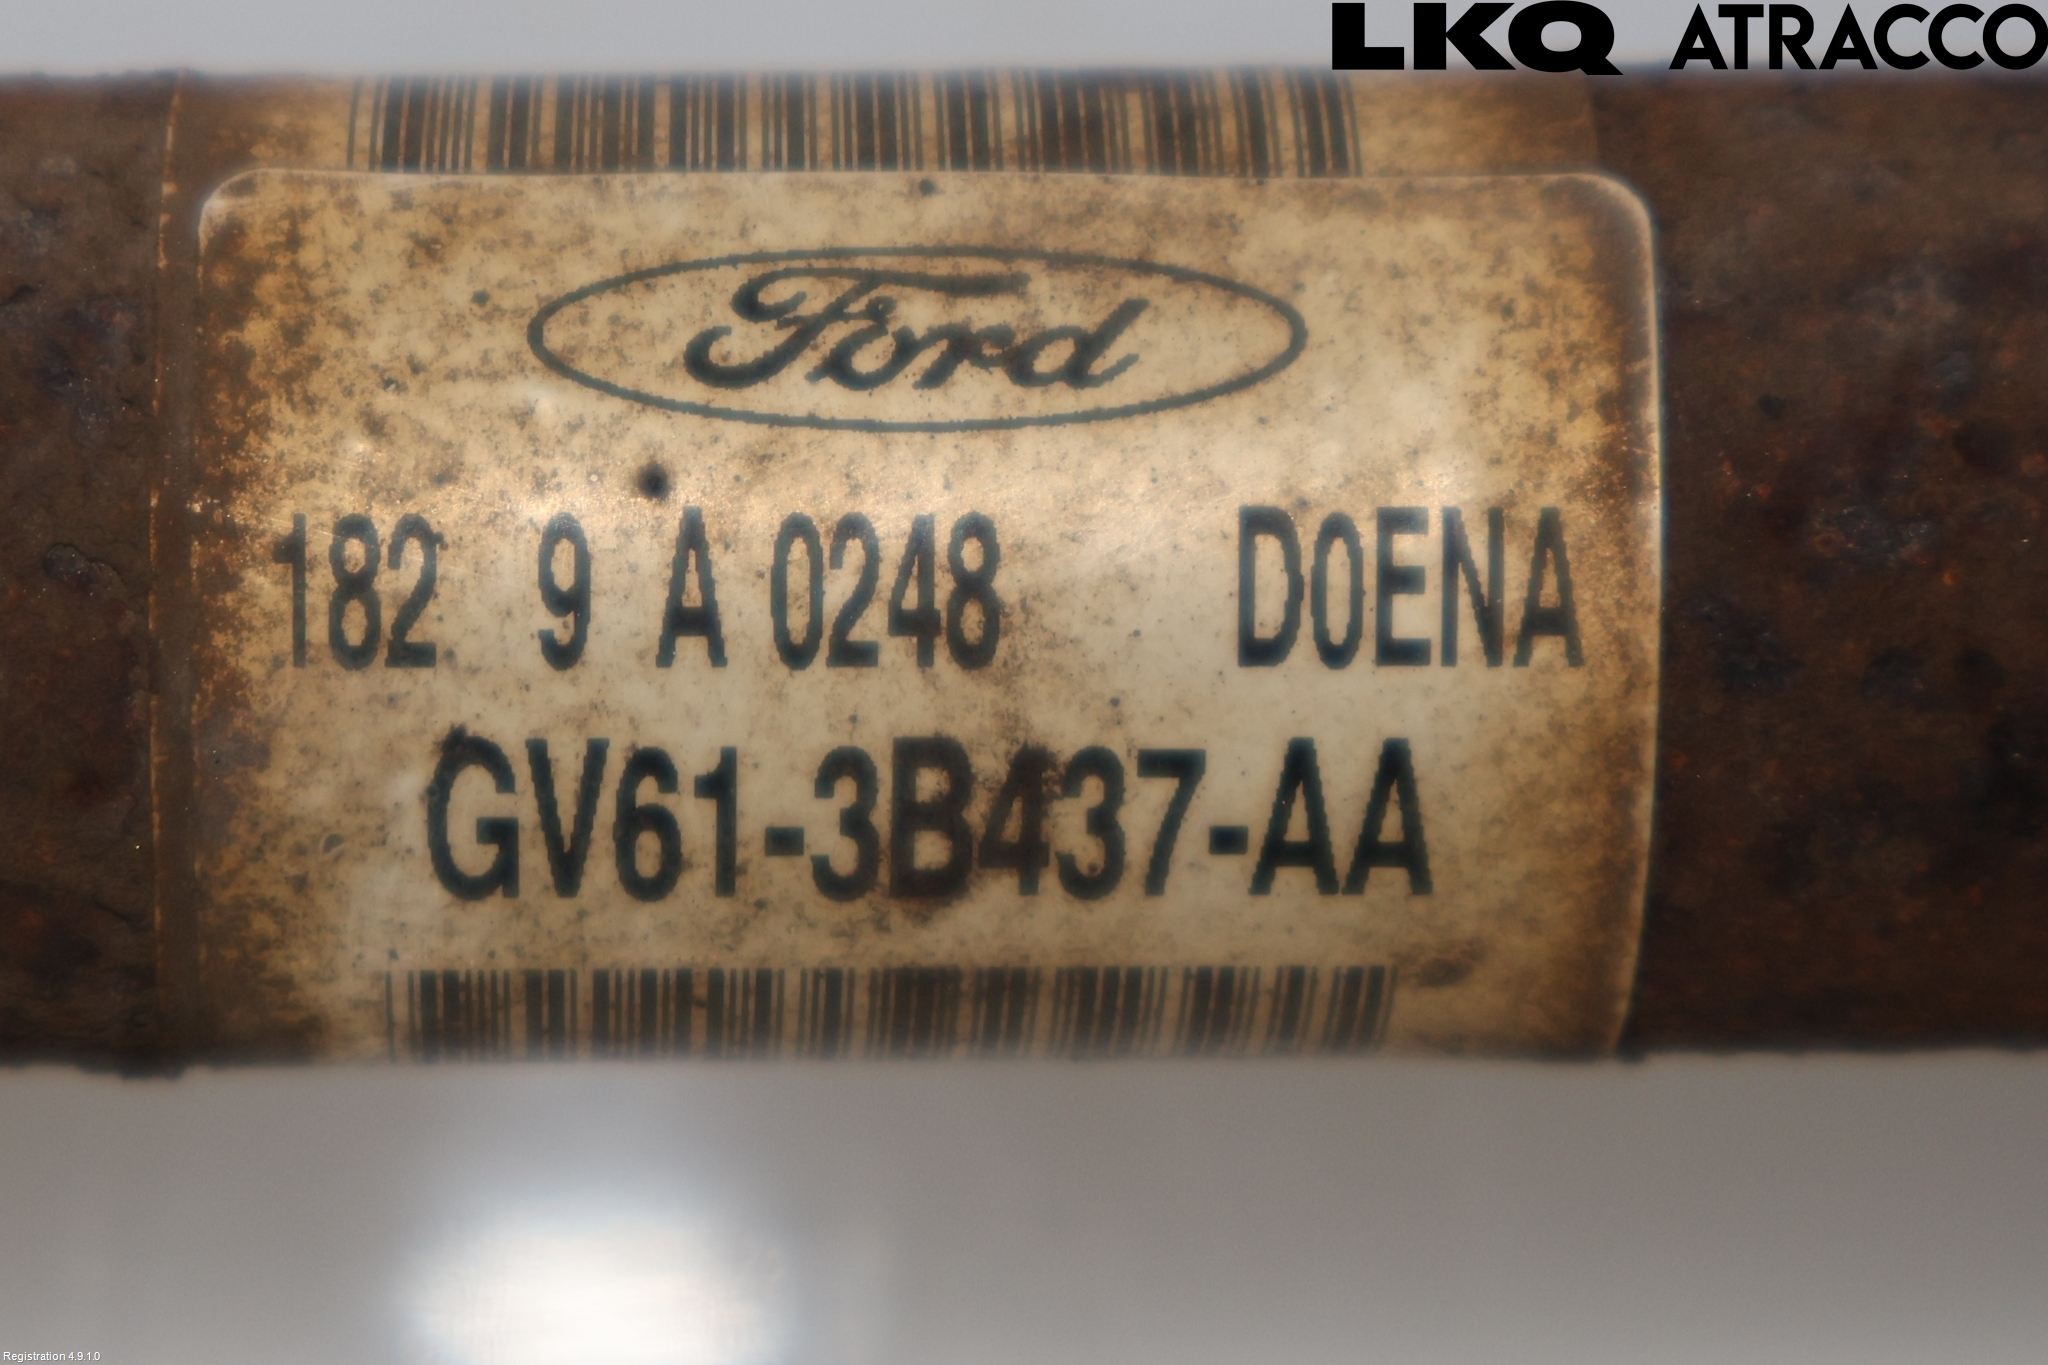 LKQ ATRACCO
Ford
182 9 A 0248 D0ENA
GV61-3B437-AA
Registration 4.9.1.0